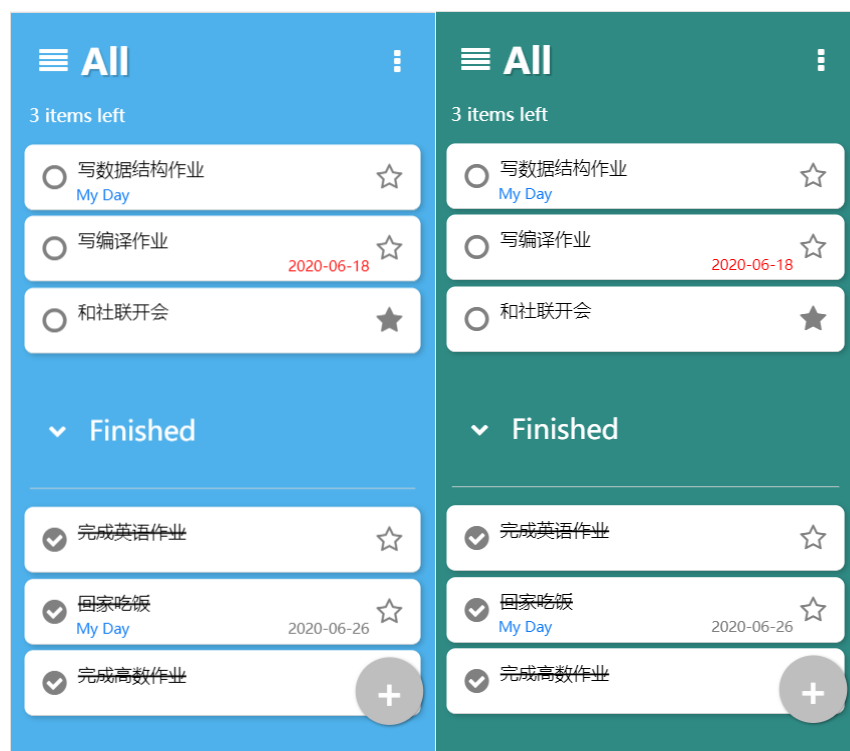 All
3 items left
写数据结构作业
My Day
写编译作业
2020-06-18
和社联开会
Finished
完成英语作业
回家吃饭
My Day
2020-06-26
完成高数作业
All
3 items left
写数据结构作业
My Day
写编译作业
2020-06-18
和社联开会
Finished
完成英语作业
回家吃饭
My Day
2020-06-26
完成高数作业